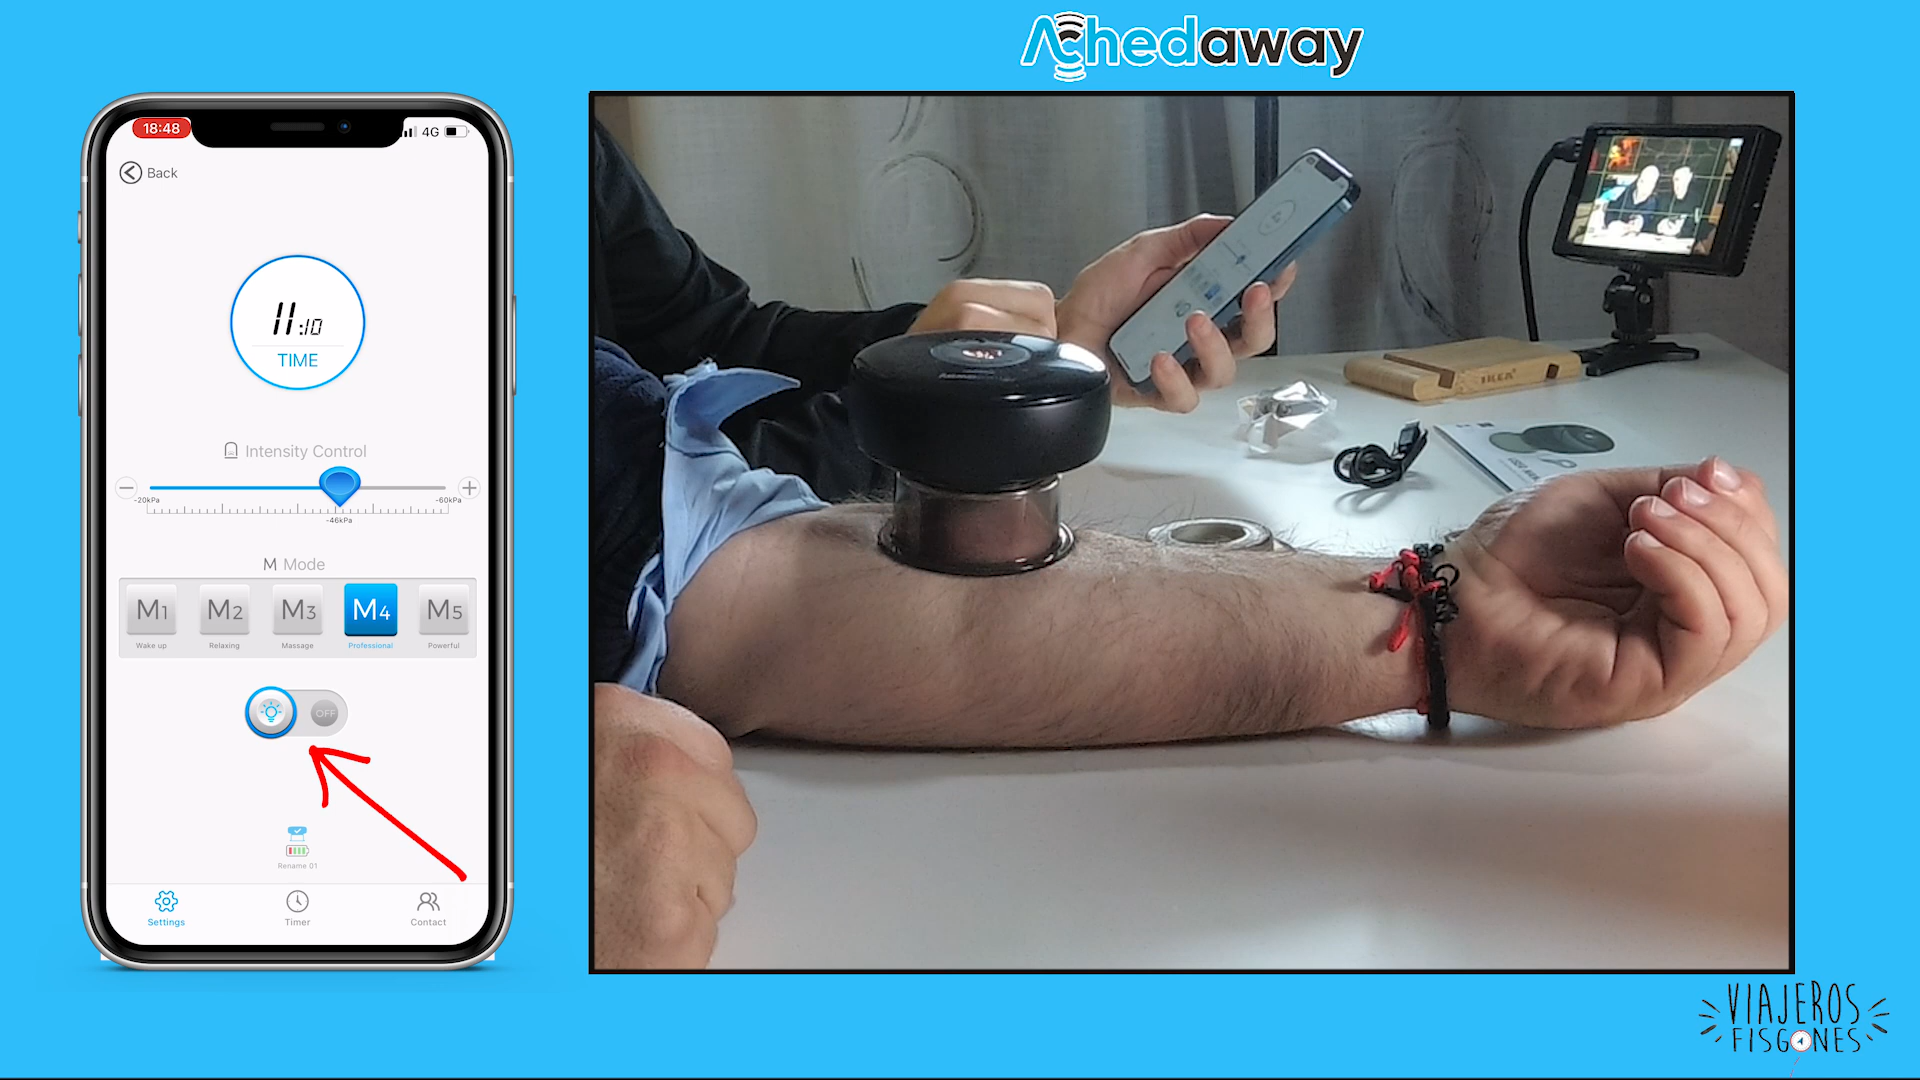 Achedaway
18:48
4G
Back
11:10
TIME
Intensity Control
-20kPa
-60kPa
-46kPa
M Mode
M1 M2 M3 M4 M5
Wake up Relaxing Massage Professional Powerful
OFF
Rename 01
Settings Timer Contact
IKEA
VIAJEROS
FISGONES